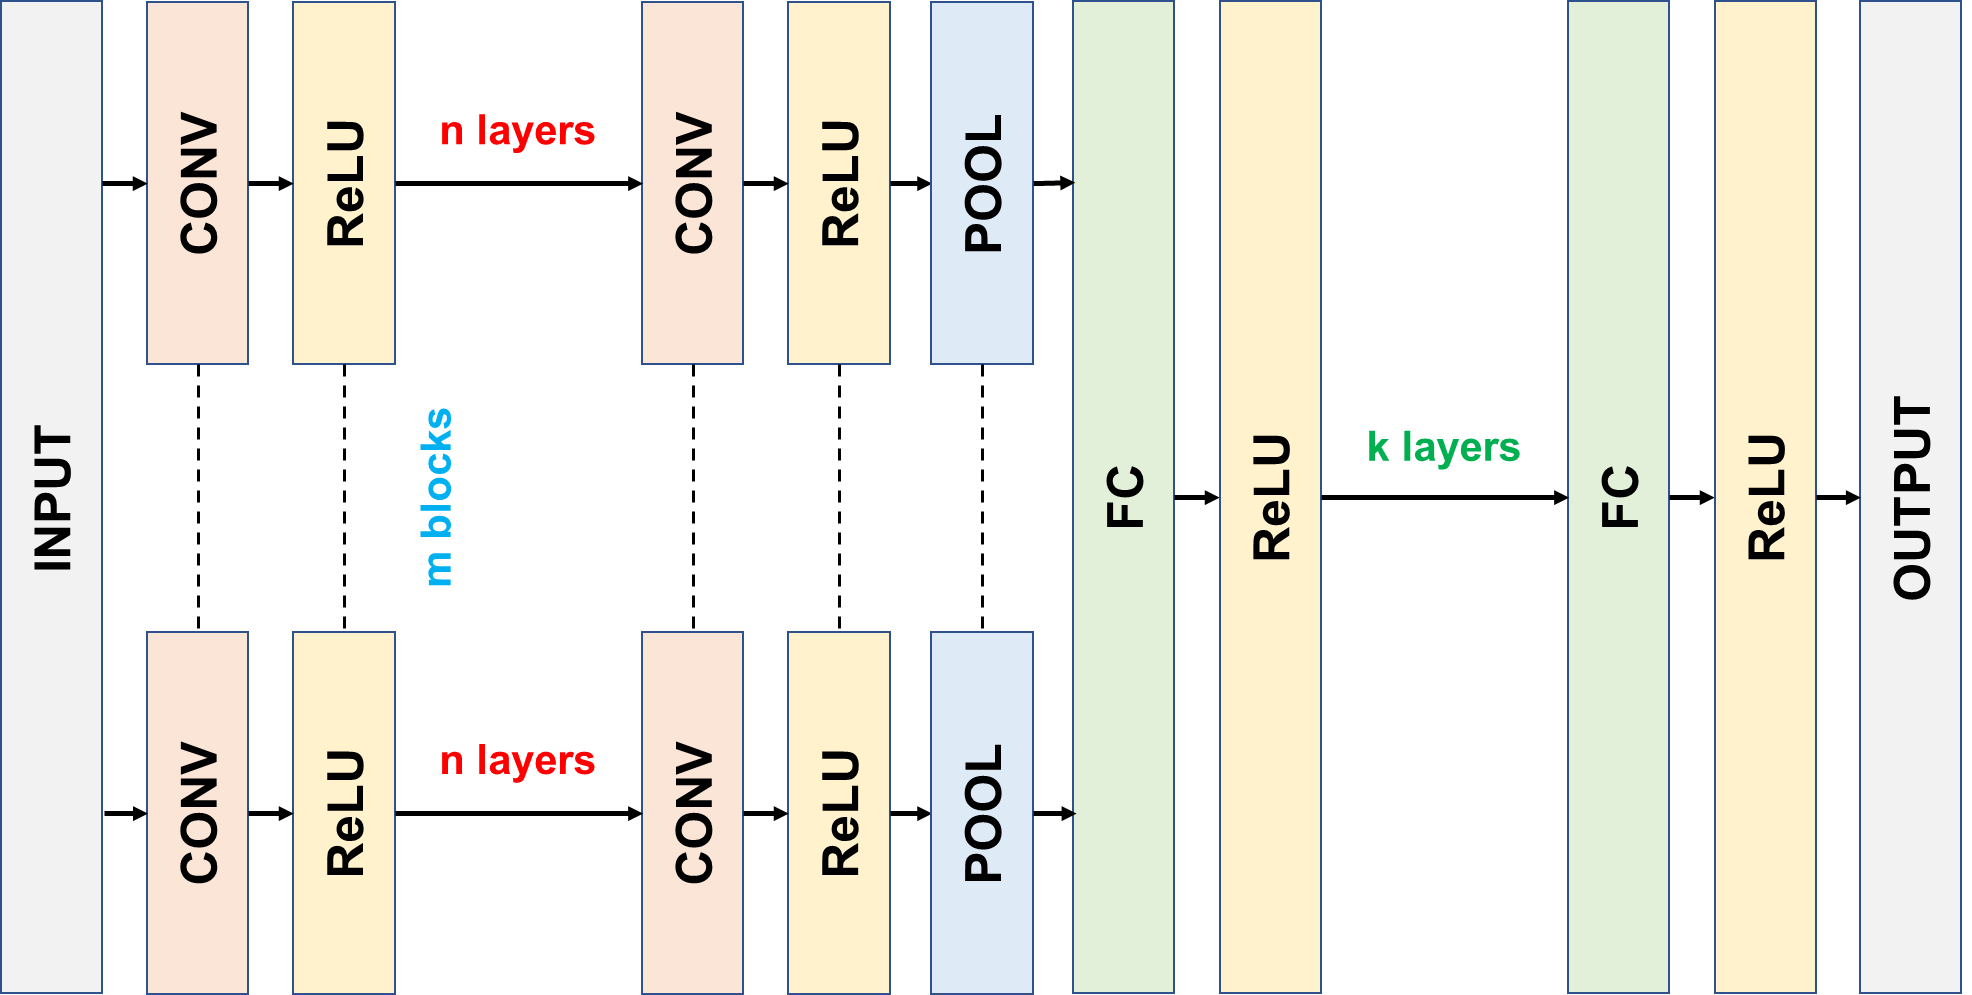 INPUT
CONV
ReLU
n layers
CONV
ReLU
POOL
m blocks
CONV
ReLU
n layers
CONV
ReLU
POOL
FC
ReLU
k layers
FC
ReLU
OUTPUT